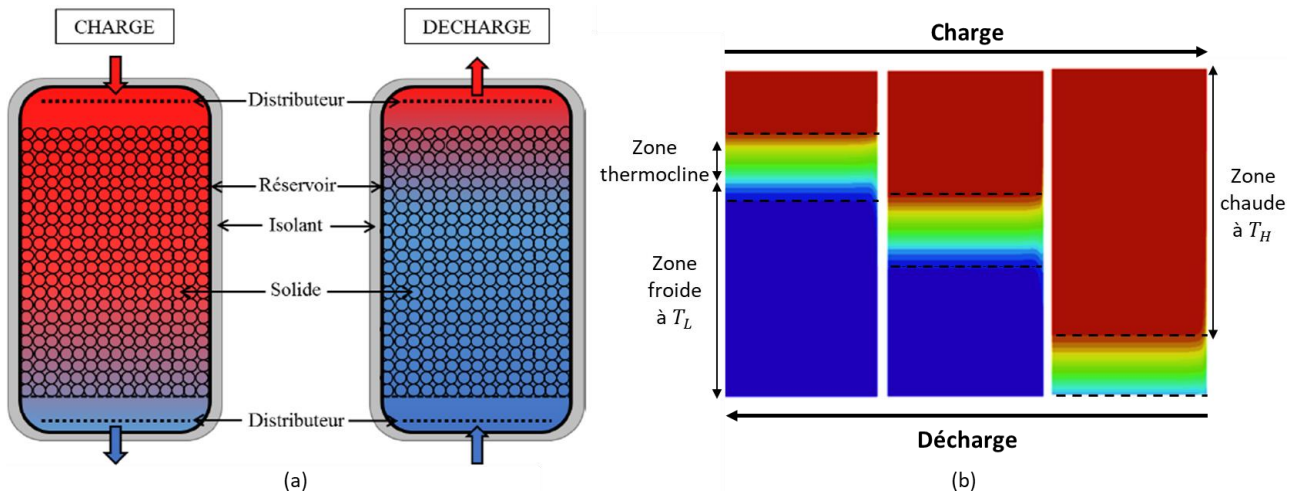 CHARGE
DECHARGE
Distributeur
Réservoir
Isolant
Solide
Distributeur
(a)
Charge
Zone
thermocline
Zone
froide
à T_L
Zone
chaude
à T_H
Décharge
(b)